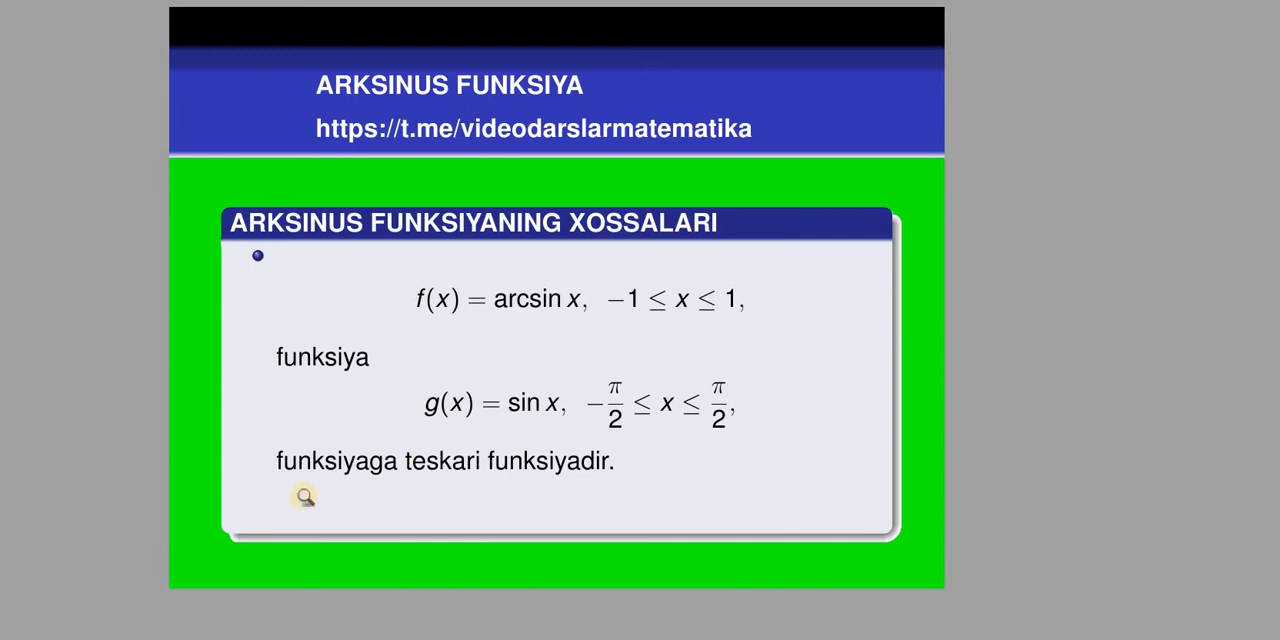 ARKSINUS FUNKSIYA
https://t.me/videodarslarmatematika
ARKSINUS FUNKSIYANING XOSSALARI
f(x) = arcsin x, −1 ≤ x ≤ 1,
funksiya
g(x) = sin x, −π/2 ≤ x ≤ π/2,
funksiyaga teskari funksiyadir.